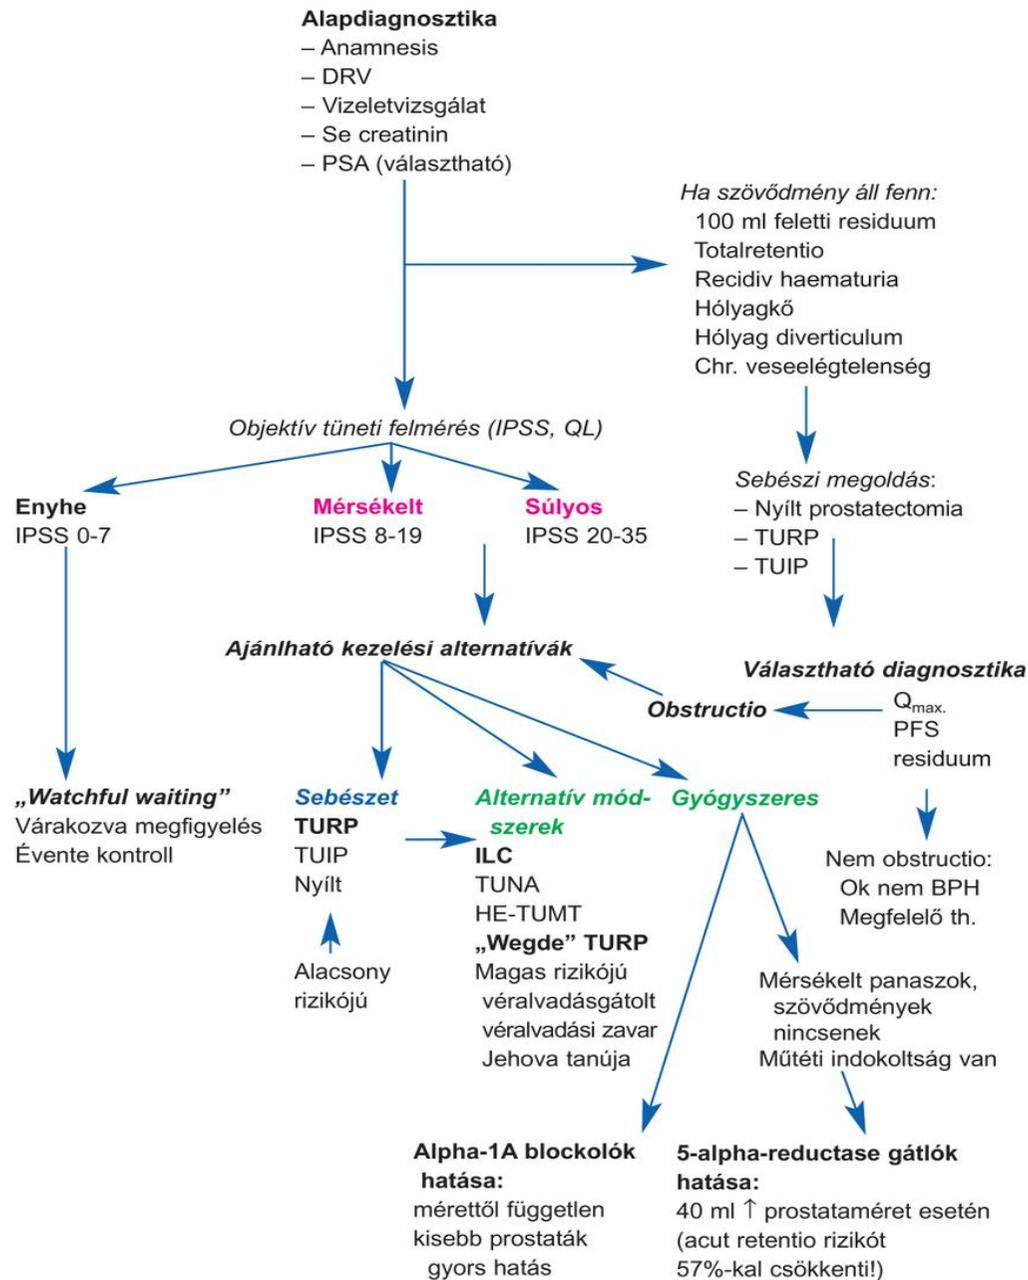 Alapdiagnosztika
– Anamnesis
– DRV
– Vizeletvizsgálat
– Se creatinin
– PSA (választható)
Ha szövődmény áll fenn:
100 ml feletti residuum
Totalretentio
Recidiv haematuria
Hólyagkő
Hólyag diverticulum
Chr. veseelégtelenség
Objektív tüneti felmérés (IPSS, QL)
Enyhe
IPSS 0-7
Mérsékelt
IPSS 8-19
Súlyos
IPSS 20-35
Sebészi megoldás:
– Nyílt prostatectomia
– TURP
– TUIP
Ajánlható kezelési alternatívák
Választható diagnosztika
Qmax.
PFS
residuum
Obstructio
„Watchful waiting”
Várakozva megfigyelés
Évente kontroll
Sebészet
TURP
TUIP
Nyílt
Alacsony
rizikójú
Alternatív mód-
szerek
ILC
TUNA
HE-TUMT
„Wegde” TURP
Magas rizikójú
véralvadásgátolt
véralvadási zavar
Jehova tanúja
Gyógyszeres
Nem obstructio:
Ok nem BPH
Megfelelő th.
Mérsékelt panaszok,
szövődmények
nincsenek
Műtéti indokoltság van
Alpha-1A blockolók
hatása:
mérettől független
kisebb prostaták
gyors hatás
5-alpha-reductase gátlók
hatása:
40 ml ↑ prostataméret esetén
(acut retentio rizikót
57%-kal csökkenti!)